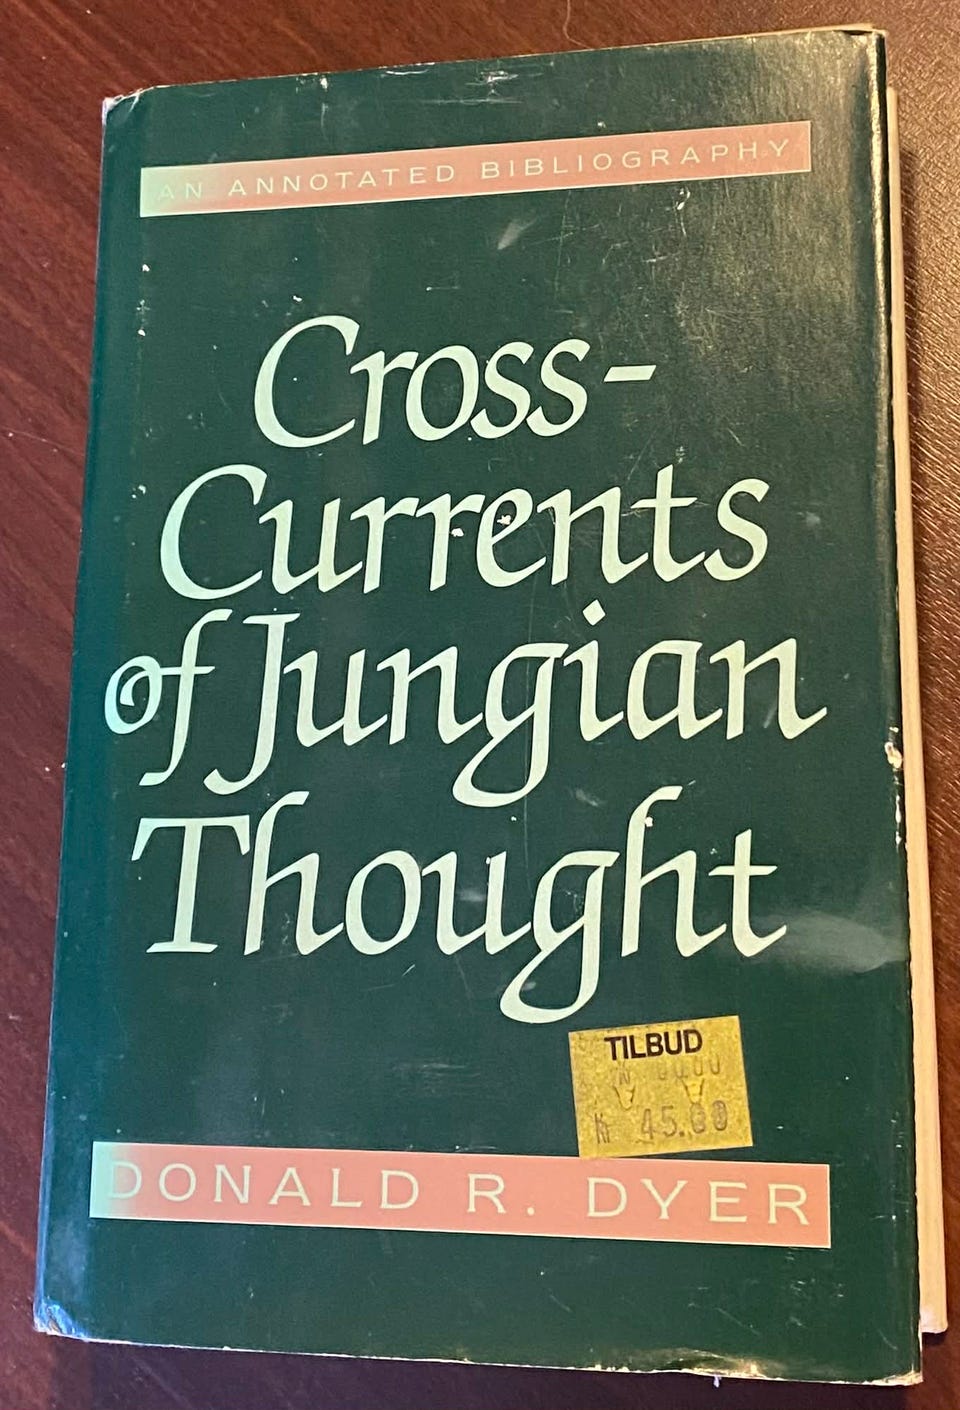 AN ANNOTATED BIBLIOGRAPHY
Cross-
Currents
of Jungian
Thought
TILBUD
45.00
DONALD R. DYER